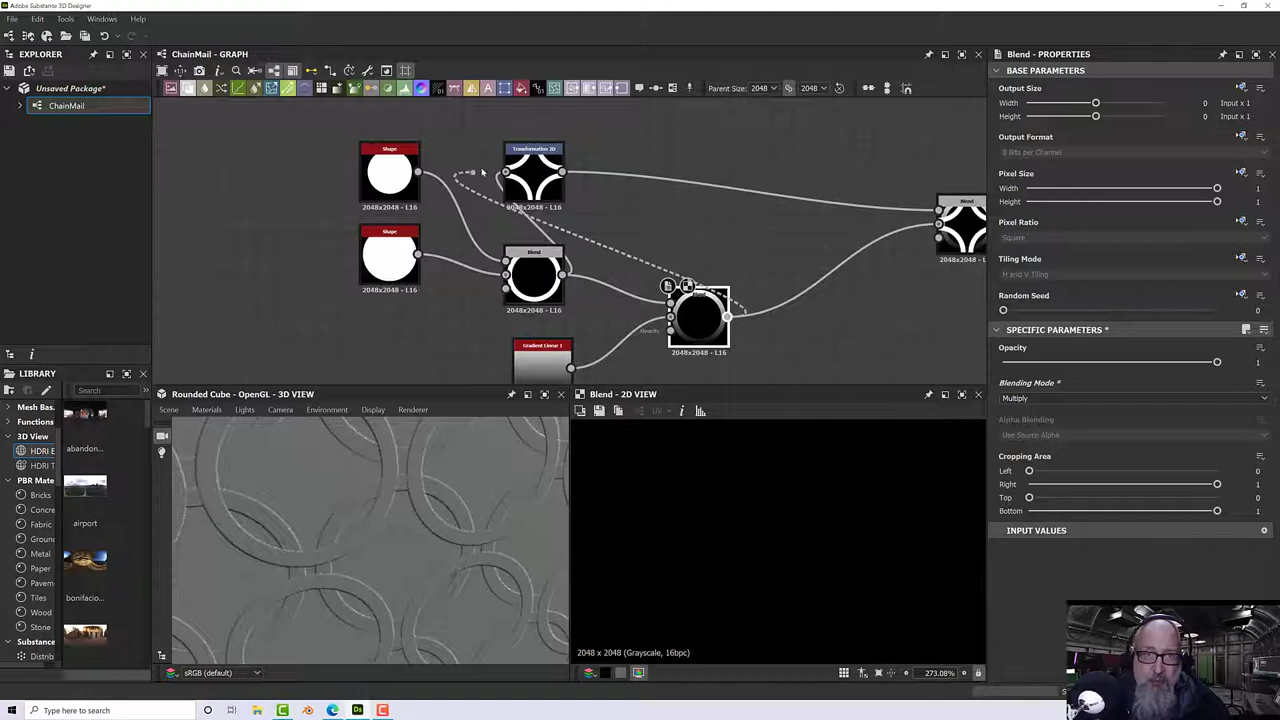 Adobe Substance 3D Designer
File Edit Tools Windows Help
EXPLORER
Unsaved Package*
ChainMail
ChainMail - GRAPH
Parent Size: 2048 2048
Shape
2048x2048 - L16
Shape
2048x2048 - L16
Transformation 2D
2048x2048 - L16
Blend
2048x2048 - L16
Gradient Linear 1
Opacity
2048x2048 - L16
Blend
LIBRARY
Search
Mesh Bas..
Functions
3D View
HDRI E
HDRI T
PBR Mate
Bricks
Concre
Fabric
Groun
Metal
Paper
Pavem
Tiles
Wood
Stone
Substance
Distrib
abandon...
airport
bonifacio...
Rounded Cube - OpenGL - 3D VIEW
Scene Materials Lights Camera Environment Display Renderer
sRGB (default)
Blend - 2D VIEW
UV
2048 x 2048 (Grayscale, 16bpc)
273.08%
Blend - PROPERTIES
BASE PARAMETERS
Output Size
Width 0 Input x 1
Height 0 Input x 1
Output Format
8 Bits per Channel
Pixel Size
Width 1
Height 1
Pixel Ratio
Square
Tiling Mode
H and V-Tiling
Random Seed
0
SPECIFIC PARAMETERS *
Opacity
1
Blending Mode *
Multiply
Alpha Blending
Use Source Alpha
Cropping Area
Left 0
Right 1
Top 0
Bottom 1
INPUT VALUES
Type here to search